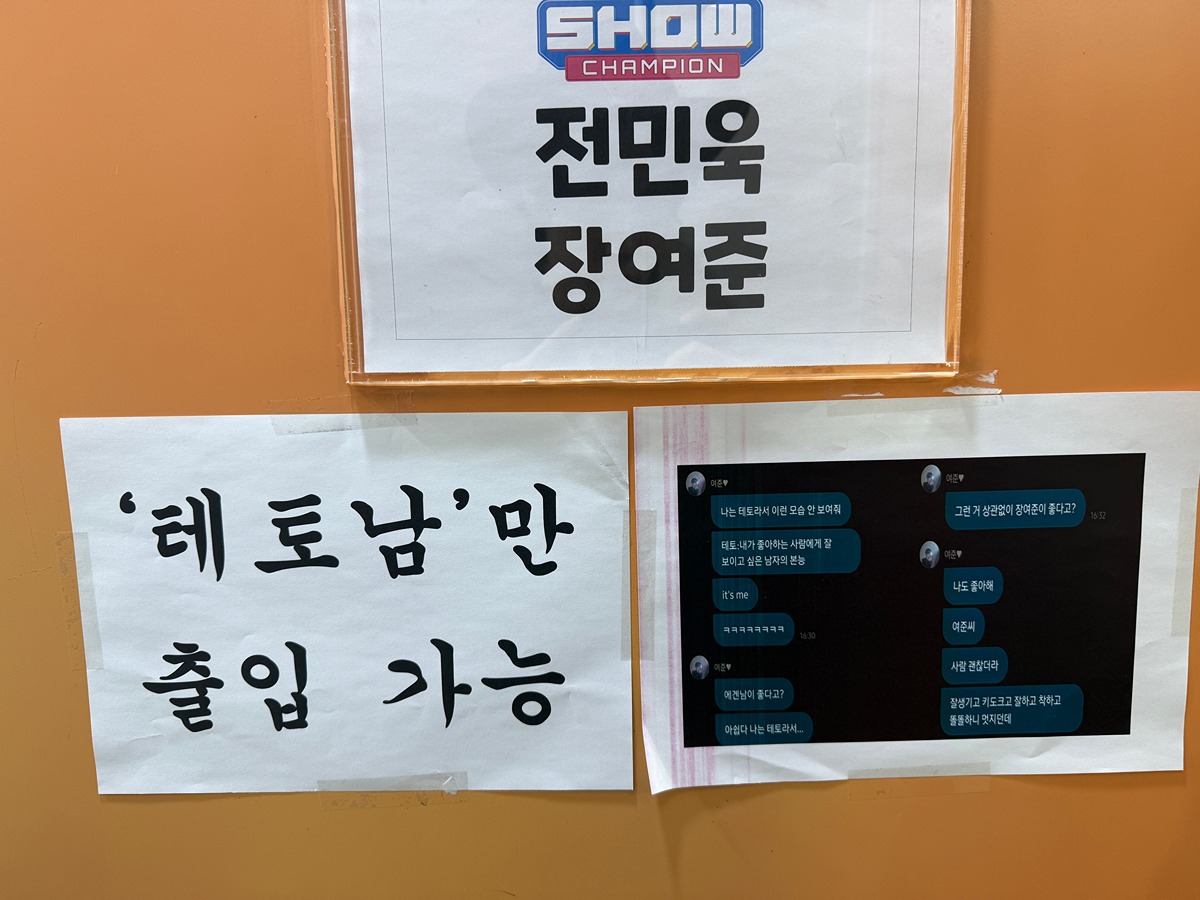 SHOW
CHAMPION
전민욱
장여준
‘테토남’만
출입 가능
여준♥
나는 테토라서 이런 모습 안 보여줘
테토:내가 좋아하는 사람에게 잘
보이고 싶은 남자의 본능
it's me
ㅋㅋㅋㅋㅋㅋㅋㅋ
16:30
여준♥
에겐남이 좋다고?
아쉽다 나는 테토라서...
여준♥
그런 거 상관없이 장여준이 좋다고?
16:32
여준♥
나도 좋아해
여준씨
사람 괜찮더라
잘생기고 키도크고 잘하고 착하고
똘똘하니 멋지던데